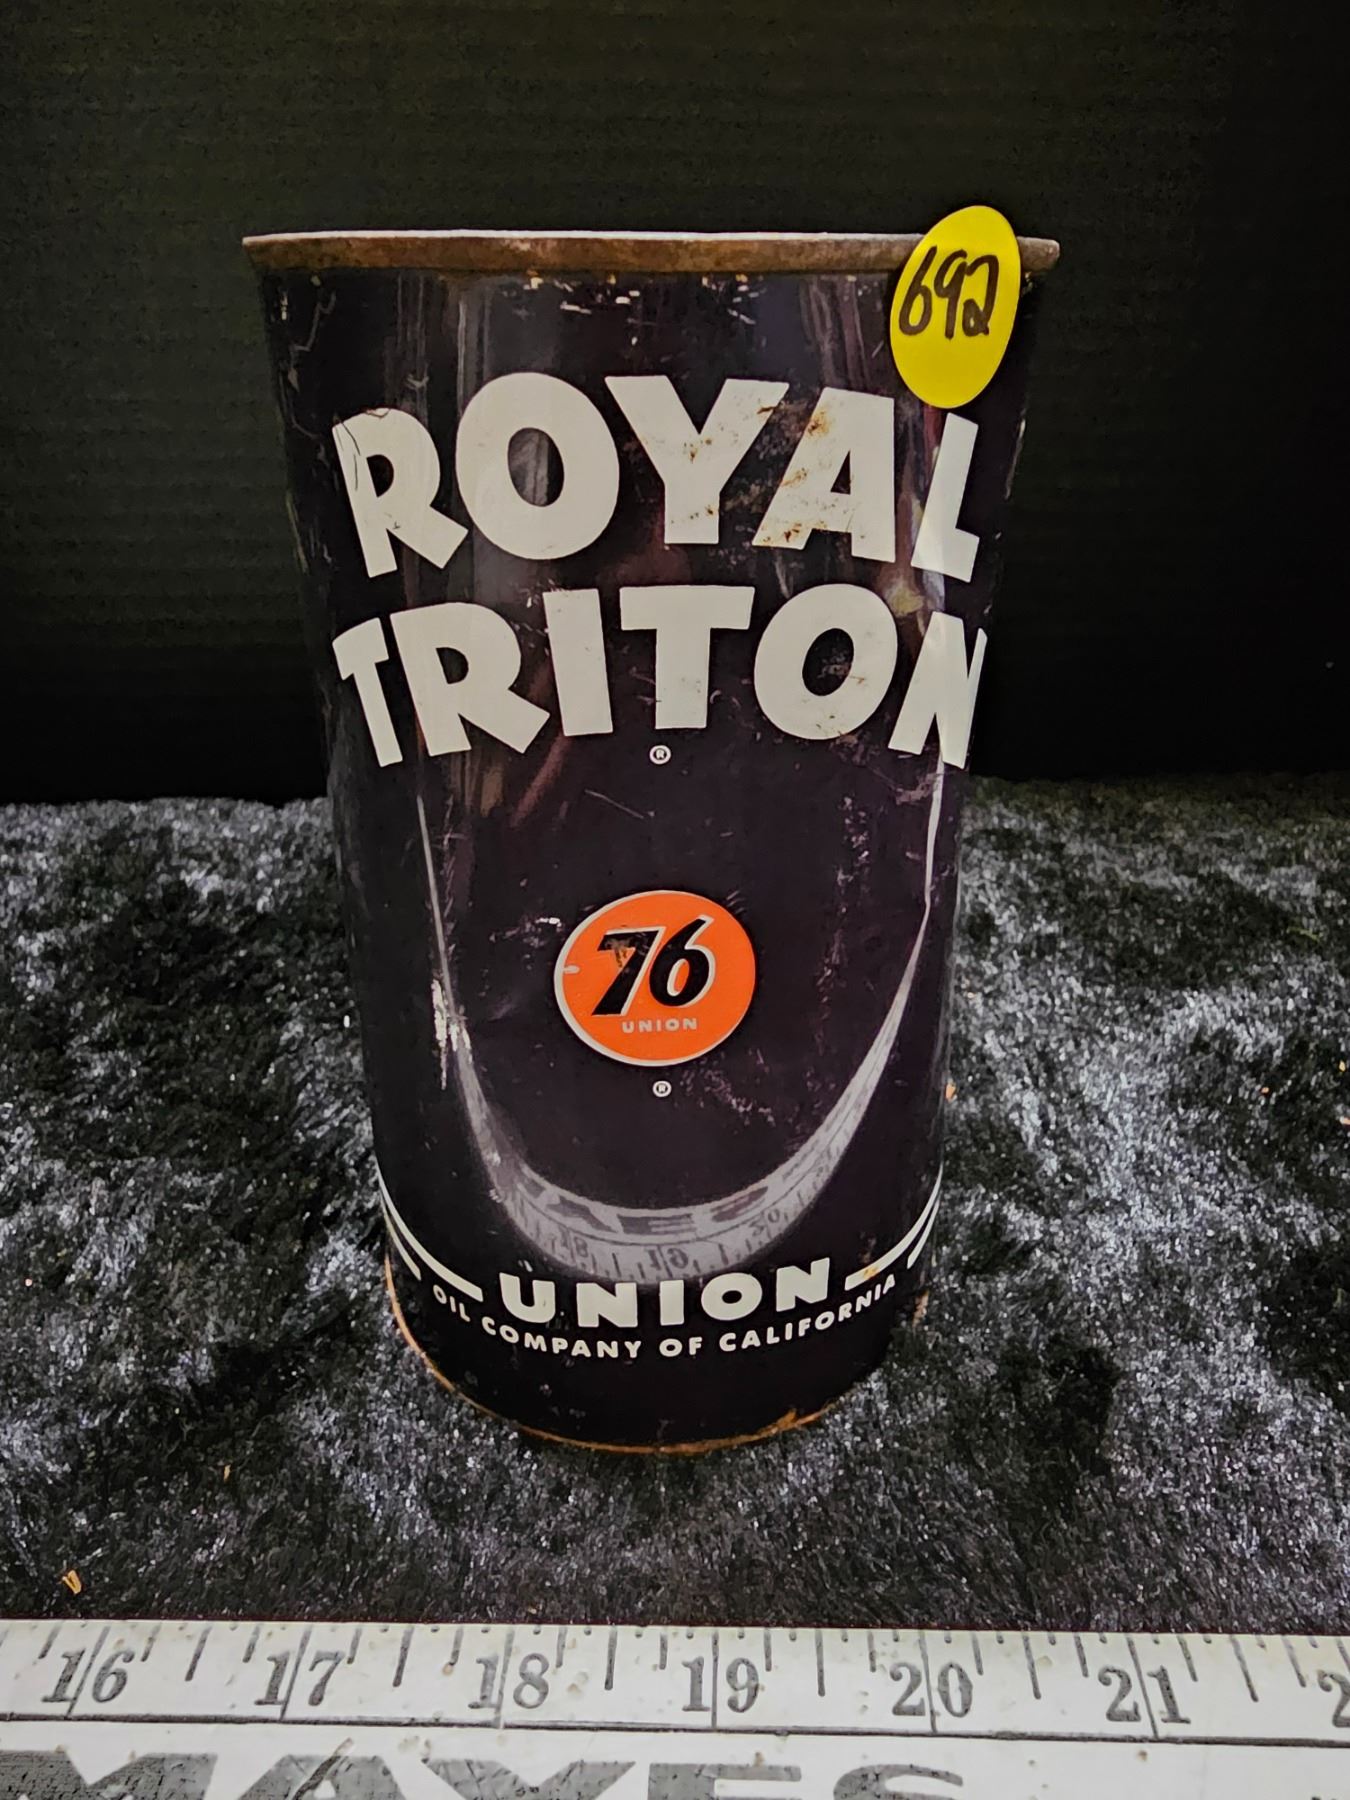 692
ROYAL
TRITON
®
76
UNION
®
UNION
OIL COMPANY OF CALIFORNIA
16 17 18 19 20 21